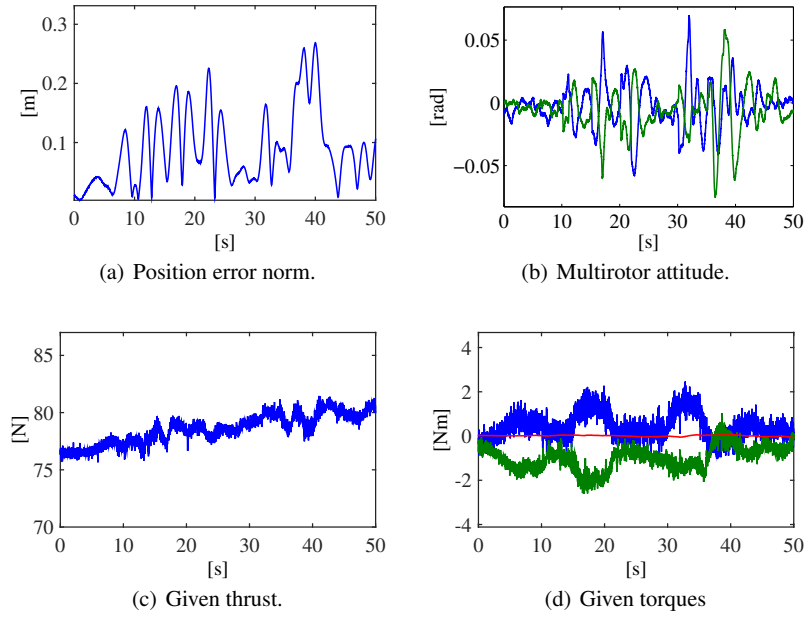 0.3
0.2
0.1
[m]
0 10 20 30 40 50
[s]
(a) Position error norm.
0.05
0
−0.05
[rad]
0 10 20 30 40 50
[s]
(b) Multirotor attitude.
85
80
75
70
[N]
0 10 20 30 40 50
[s]
(c) Given thrust.
4
2
0
-2
-4
[Nm]
0 10 20 30 40 50
[s]
(d) Given torques